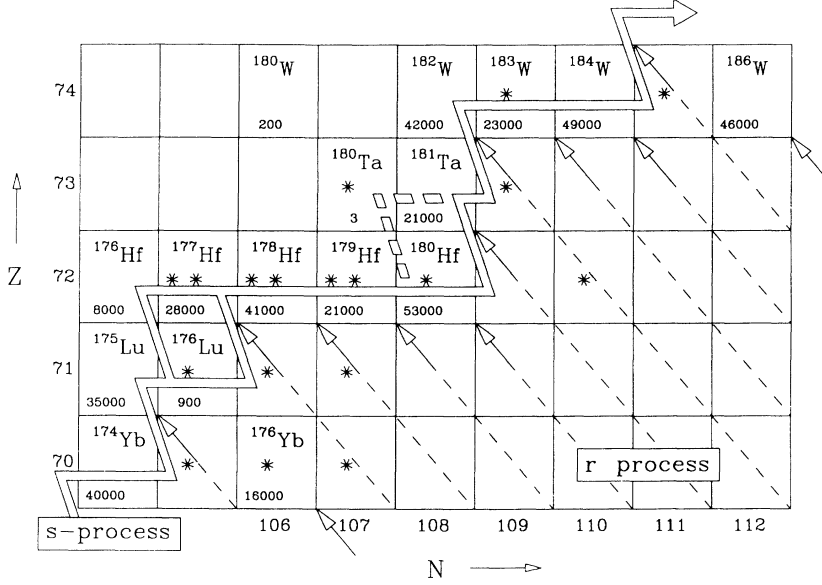 74 180W 182W 183W 184W 186W
* *
200 42000 23000 49000 46000
73 180Ta 181Ta
* *
3 21000
Z 72 176Hf 177Hf 178Hf 179Hf 180Hf
* * * * * * * *
8000 28000 41000 21000 53000
71 175Lu 176Lu
* * *
35000 900
70 174Yb 176Yb r process
* * *
40000 16000
s-process 106 107 108 109 110 111 112
N